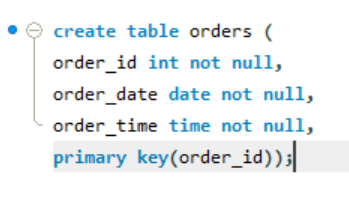 create table orders (
order_id int not null,
order_date date not null,
order_time time not null,
primary key(order_id));